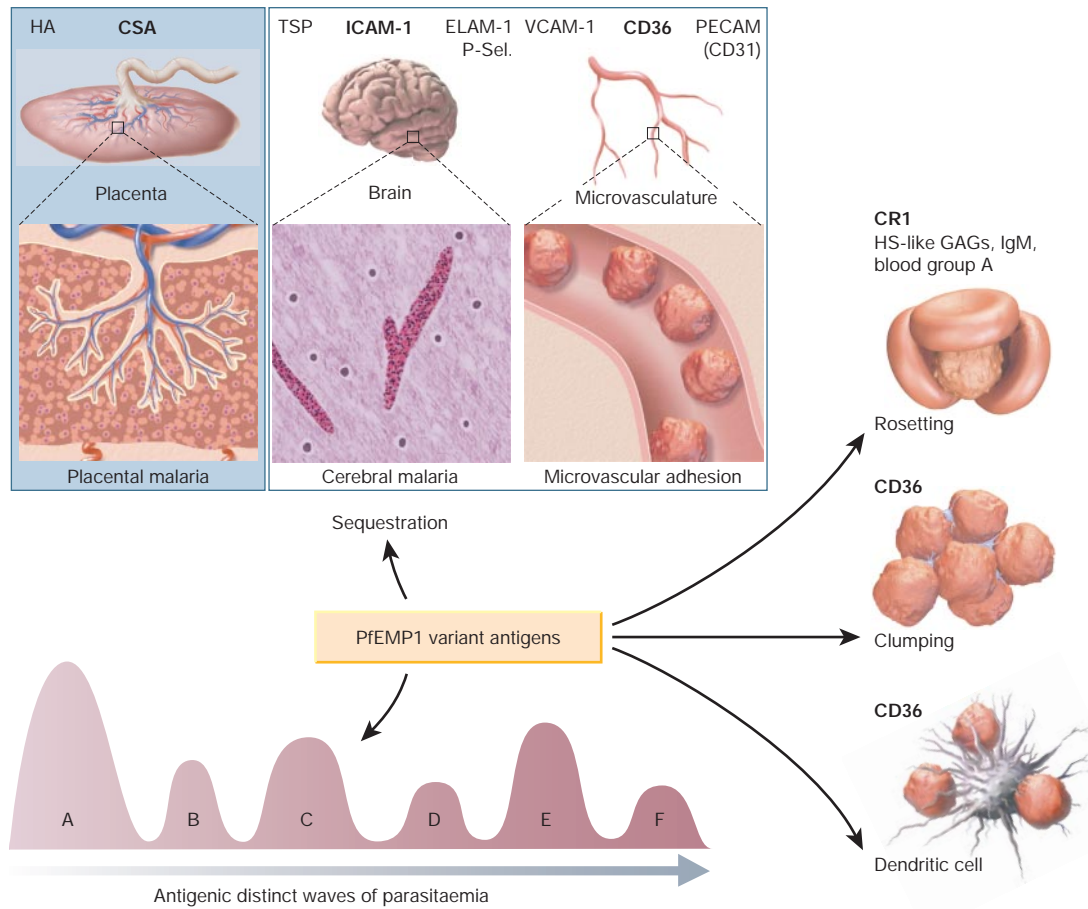 HA CSA
TSP ICAM-1 ELAM-1
P-Sel.
VCAM-1 CD36 PECAM
(CD31)
Placenta
Brain
Microvasculature
Placental malaria
Cerebral malaria
Microvascular adhesion
Sequestration
PfEMP1 variant antigens
CR1
HS-like GAGs, IgM,
blood group A
Rosetting
CD36
Clumping
CD36
Dendritic cell
A B C D E F
Antigenic distinct waves of parasitaemia